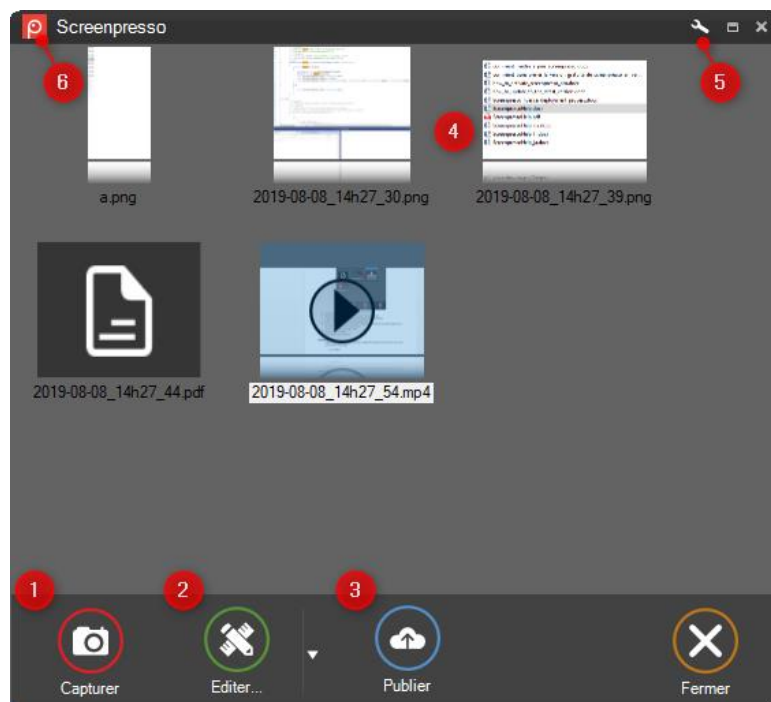 Screenpresso
6
5
4
a.png
2019-08-08_14h27_30.png
2019-08-08_14h27_39.png
2019-08-08_14h27_44.pdf
2019-08-08_14h27_54.mp4
1
2
3
Capturer
Editer...
Publier
Fermer